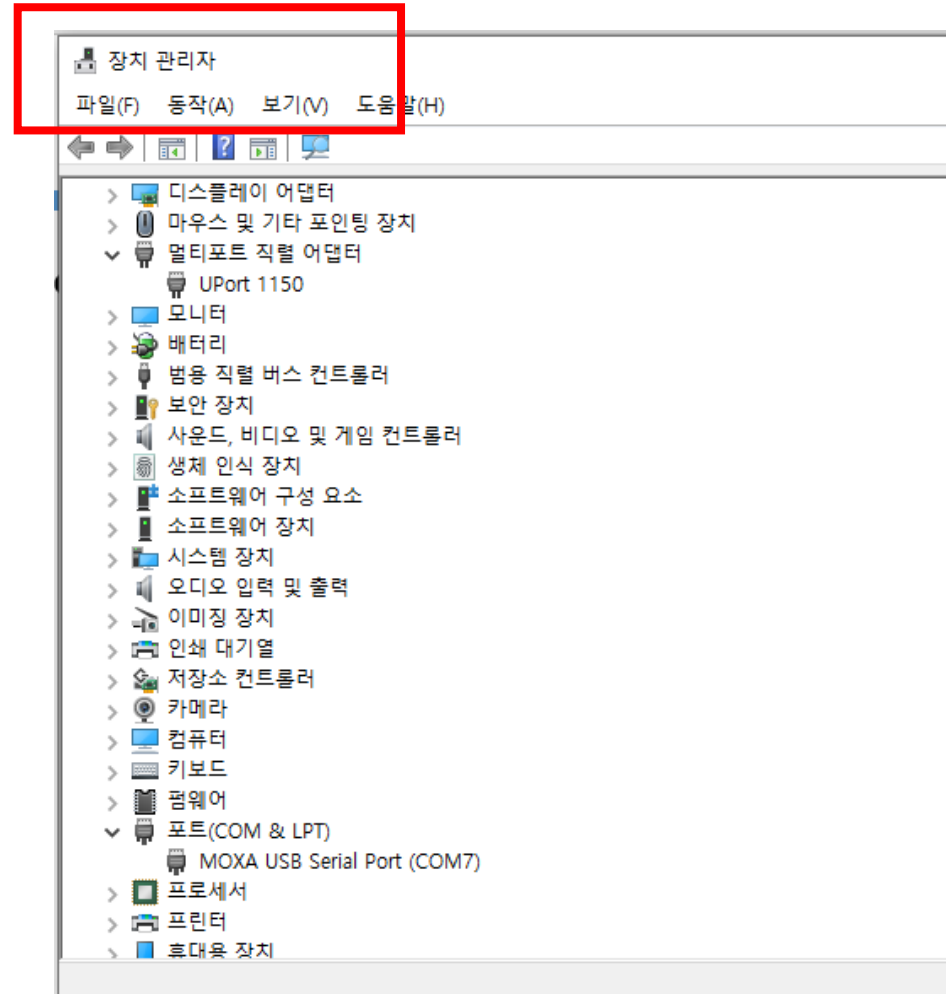 장치 관리자
파일(F) 동작(A) 보기(V) 도움말(H)
디스플레이 어댑터
마우스 및 기타 포인팅 장치
멀티포트 직렬 어댑터
UPort 1150
모니터
배터리
범용 직렬 버스 컨트롤러
보안 장치
사운드, 비디오 및 게임 컨트롤러
생체 인식 장치
소프트웨어 구성 요소
소프트웨어 장치
시스템 장치
오디오 입력 및 출력
이미징 장치
인쇄 대기열
저장소 컨트롤러
카메라
컴퓨터
키보드
펌웨어
포트(COM & LPT)
MOXA USB Serial Port (COM7)
프로세서
프린터
휴대용 장치